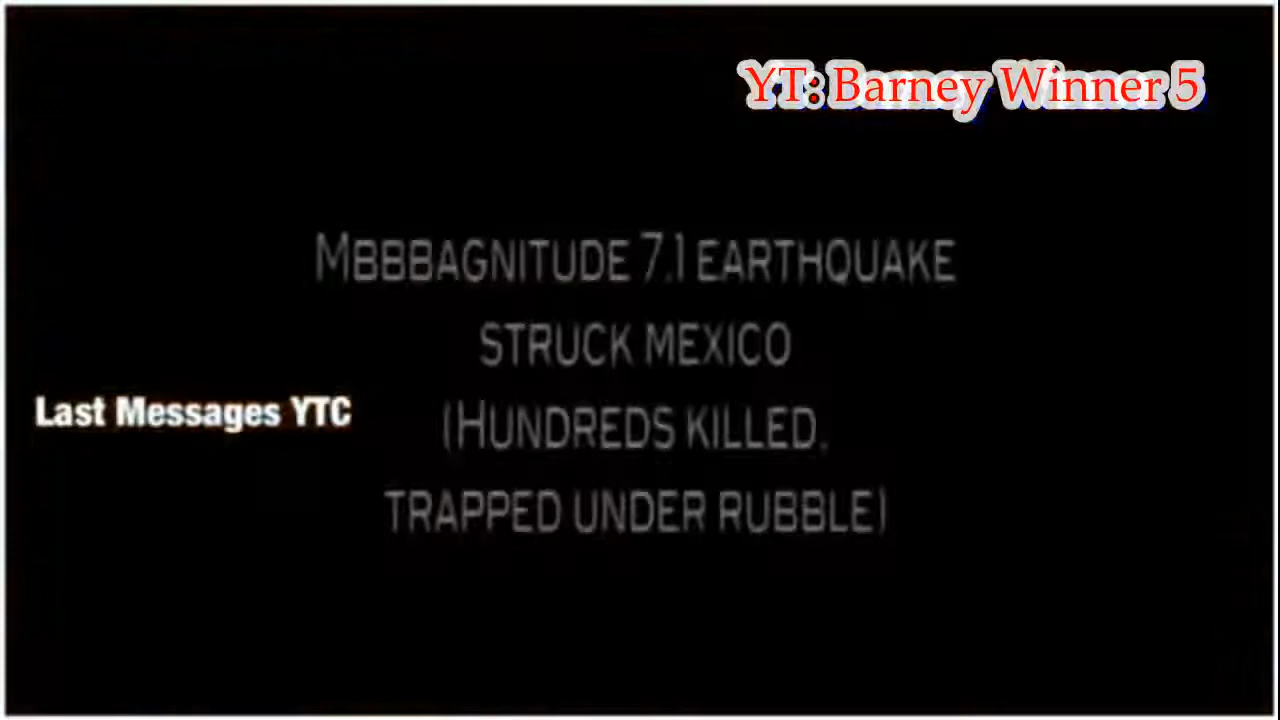 YT: Barney Winner 5
MBBBAGNITUDE 7.1 EARTHQUAKE
STRUCK MEXICO
Last Messages YTC
(HUNDREDS KILLED,
TRAPPED UNDER RUBBLE)